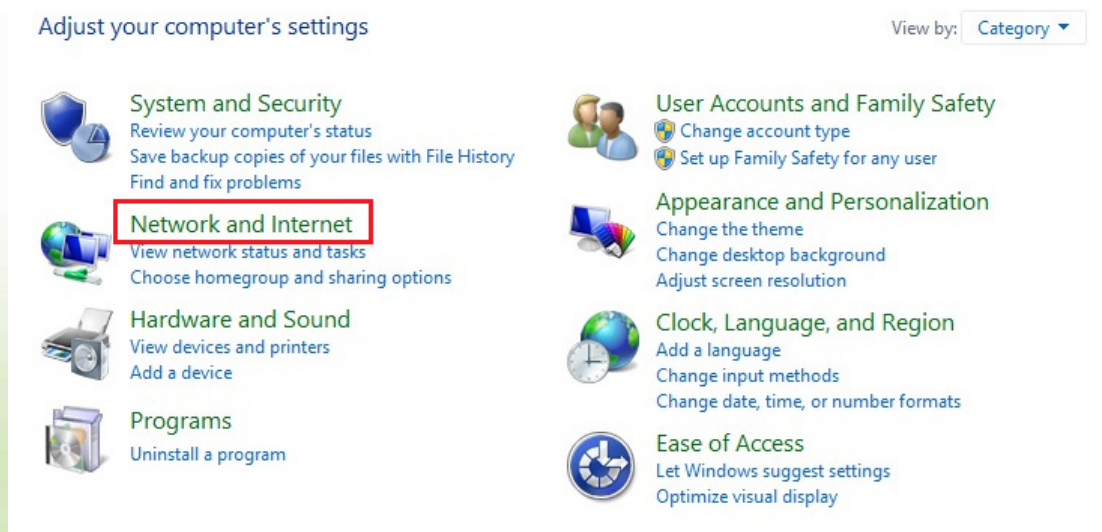 Adjust your computer's settings
View by: Category
System and Security
Review your computer's status
Save backup copies of your files with File History
Find and fix problems
Network and Internet
View network status and tasks
Choose homegroup and sharing options
Hardware and Sound
View devices and printers
Add a device
Programs
Uninstall a program
User Accounts and Family Safety
Change account type
Set up Family Safety for any user
Appearance and Personalization
Change the theme
Change desktop background
Adjust screen resolution
Clock, Language, and Region
Add a language
Change input methods
Change date, time, or number formats
Ease of Access
Let Windows suggest settings
Optimize visual display